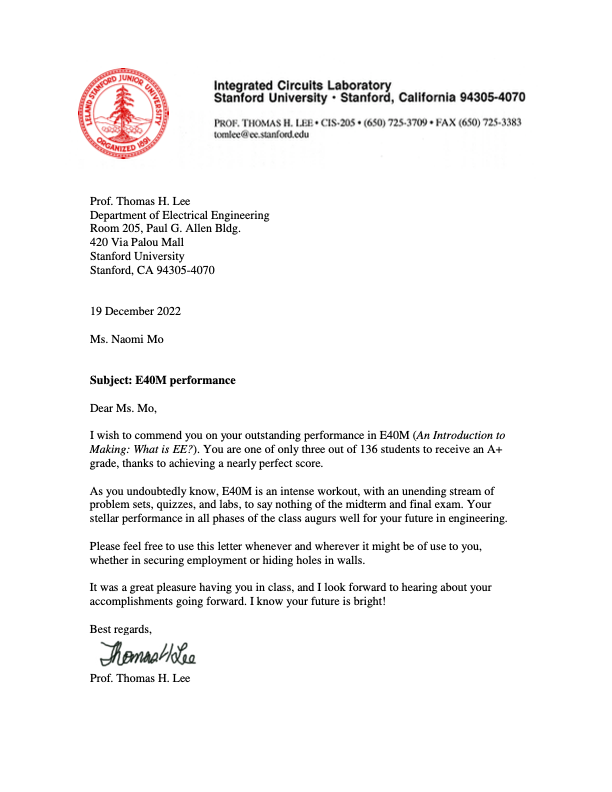 LELAND STANFORD JUNIOR UNIVERSITY
ORGANIZED 1891
Integrated Circuits Laboratory
Stanford University · Stanford, California 94305-4070
PROF. THOMAS H. LEE • CIS-205 • (650) 725-3709 • FAX (650) 725-3383
tomlee@ee.stanford.edu
Prof. Thomas H. Lee
Department of Electrical Engineering
Room 205, Paul G. Allen Bldg.
420 Via Palou Mall
Stanford University
Stanford, CA 94305-4070
19 December 2022
Ms. Naomi Mo
Subject: E40M performance
Dear Ms. Mo,
I wish to commend you on your outstanding performance in E40M (An Introduction to
Making: What is EE?). You are one of only three out of 136 students to receive an A+
grade, thanks to achieving a nearly perfect score.
As you undoubtedly know, E40M is an intense workout, with an unending stream of
problem sets, quizzes, and labs, to say nothing of the midterm and final exam. Your
stellar performance in all phases of the class augurs well for your future in engineering.
Please feel free to use this letter whenever and wherever it might be of use to you,
whether in securing employment or hiding holes in walls.
It was a great pleasure having you in class, and I look forward to hearing about your
accomplishments going forward. I know your future is bright!
Best regards,
Thomas H Lee
Prof. Thomas H. Lee